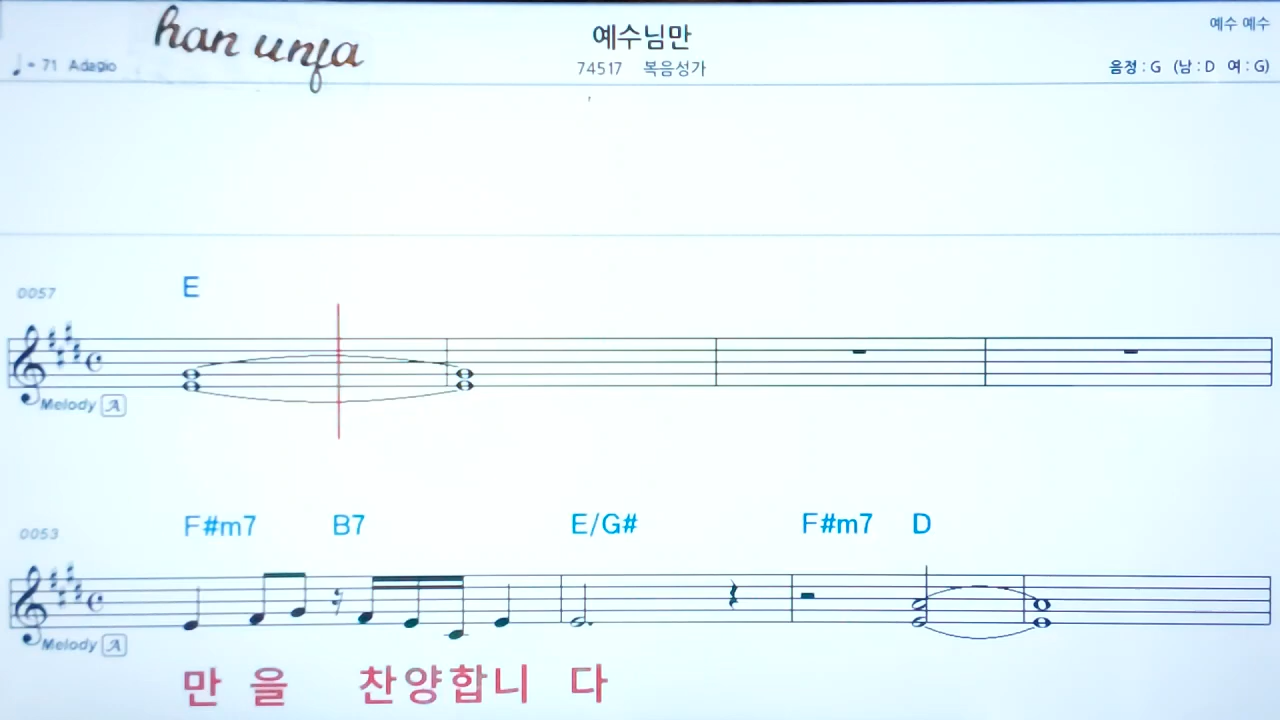 han unfa
예수님만
예수 예수
♩= 71 Adagio
74517 복음성가
음정 : G (남 : D 여 : G)
E
0057
Melody A
F#m7 B7 E/G# F#m7 D
0053
Melody A
만 을 찬양합니 다